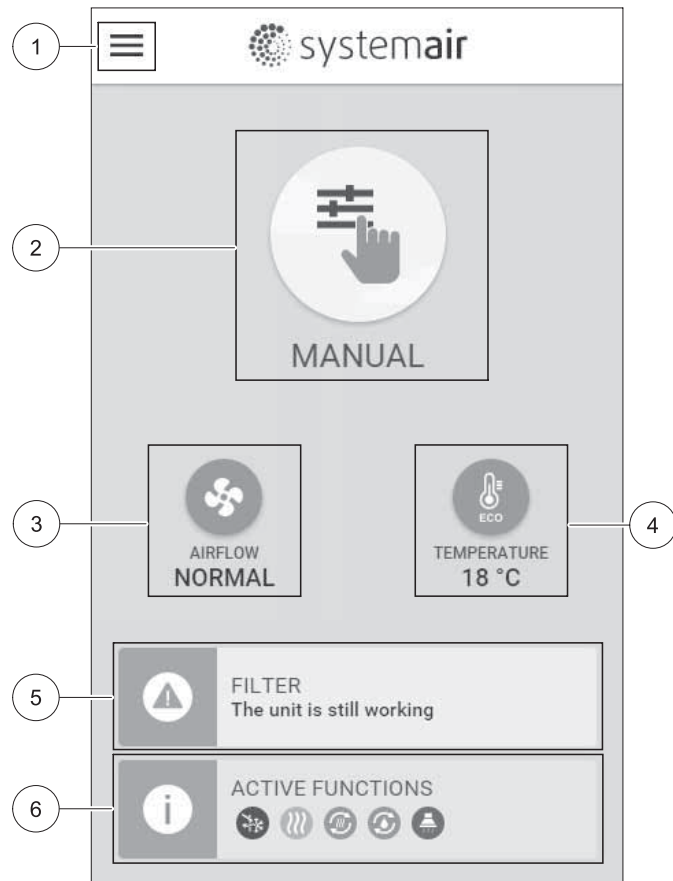 1
systemair
2
MANUAL
3
4
ECO
AIRFLOW
NORMAL
TEMPERATURE
18 °C
5
FILTER
The unit is still working
6
i
ACTIVE FUNCTIONS